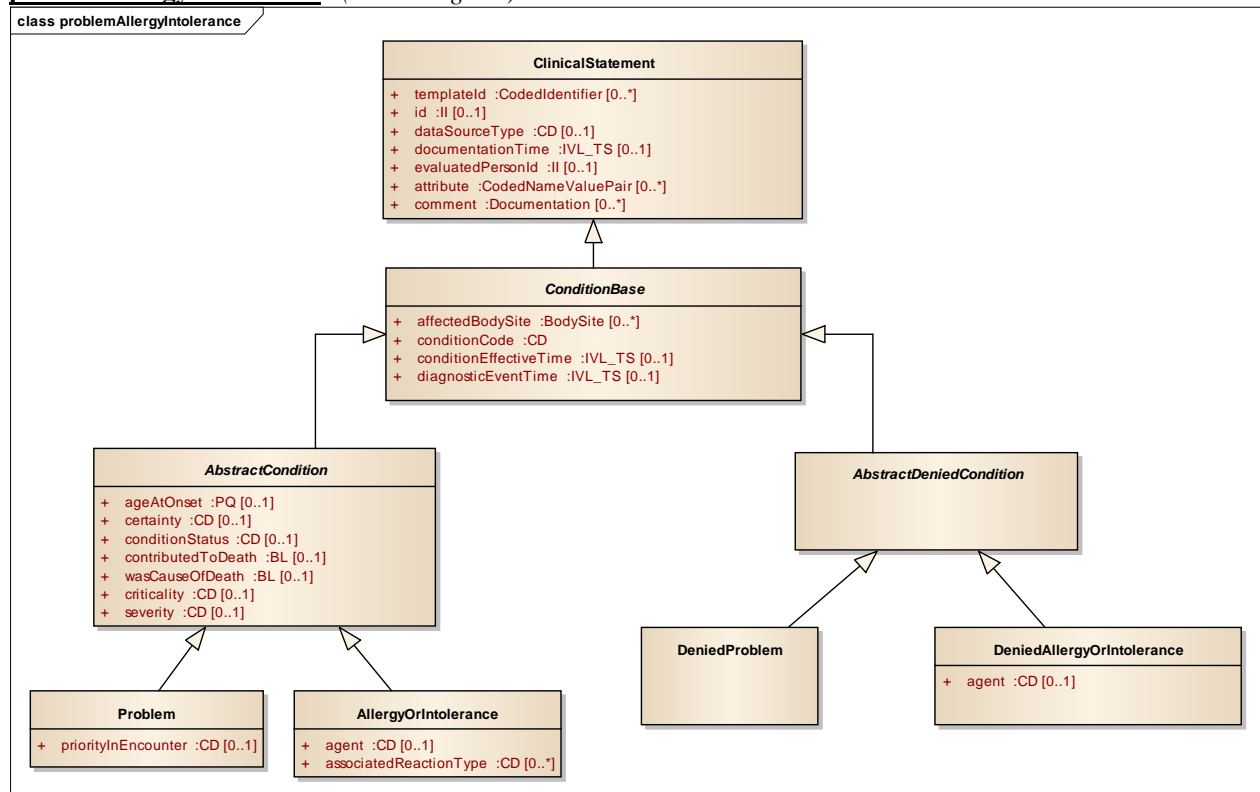 class problemAllergyIntolerance
ClinicalStatement
+ templateId :CodedIdentifier [0..*]
+ id :II [0..1]
+ dataSourceType :CD [0..1]
+ documentationTime :IVL_TS [0..1]
+ evaluatedPersonId :II [0..1]
+ attribute :CodedNameValuePair [0..*]
+ comment :Documentation [0..*]
ConditionBase
+ affectedBodySite :BodySite [0..*]
+ conditionCode :CD
+ conditionEffectiveTime :IVL_TS [0..1]
+ diagnosticEventTime :IVL_TS [0..1]
AbstractCondition
+ ageAtOnset :PQ [0..1]
+ certainty :CD [0..1]
+ conditionStatus :CD [0..1]
+ contributedToDeath :BL [0..1]
+ wasCauseOfDeath :BL [0..1]
+ criticality :CD [0..1]
+ severity :CD [0..1]
AbstractDeniedCondition
Problem
+ priorityInEncounter :CD [0..1]
AllergyOrIntolerance
+ agent :CD [0..1]
+ associatedReactionType :CD [0..*]
DeniedProblem
DeniedAllergyOrIntolerance
+ agent :CD [0..1]